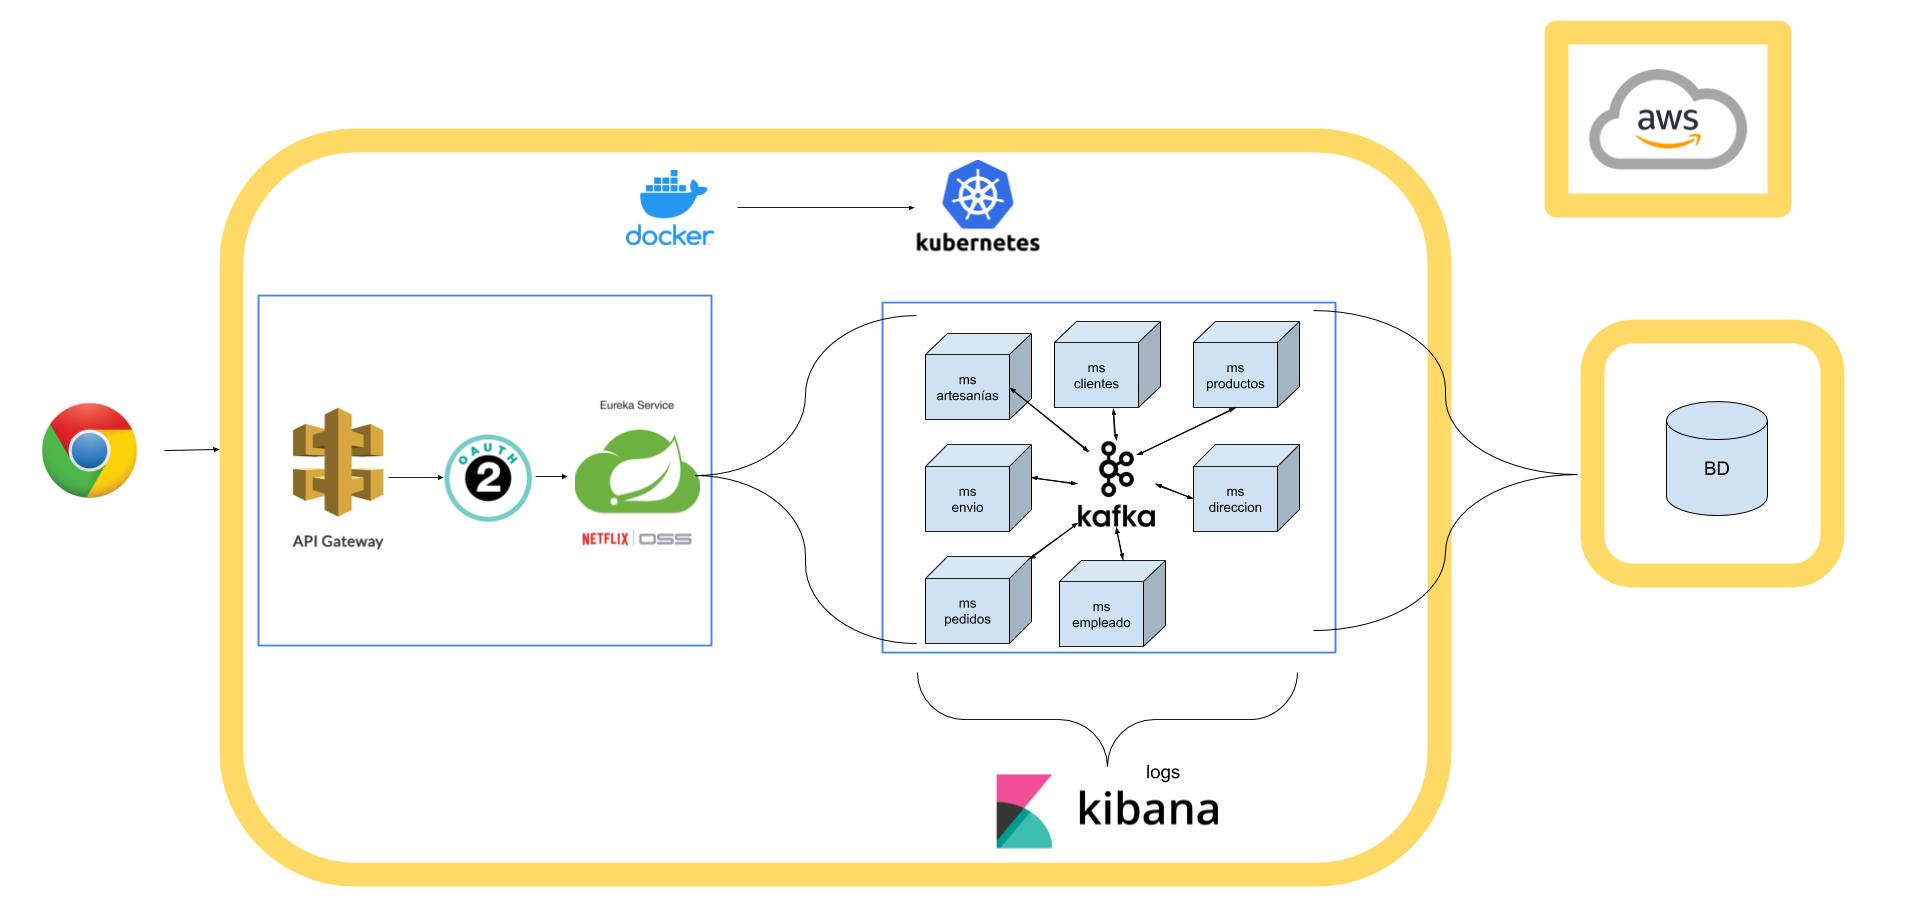 aws
docker
kubernetes
Eureka Service
OAUTH
2
API Gateway
NETFLIX OSS
ms
artesanías
ms
clientes
ms
productos
ms
envio
kafka
ms
direccion
ms
pedidos
ms
empleado
BD
logs
kibana